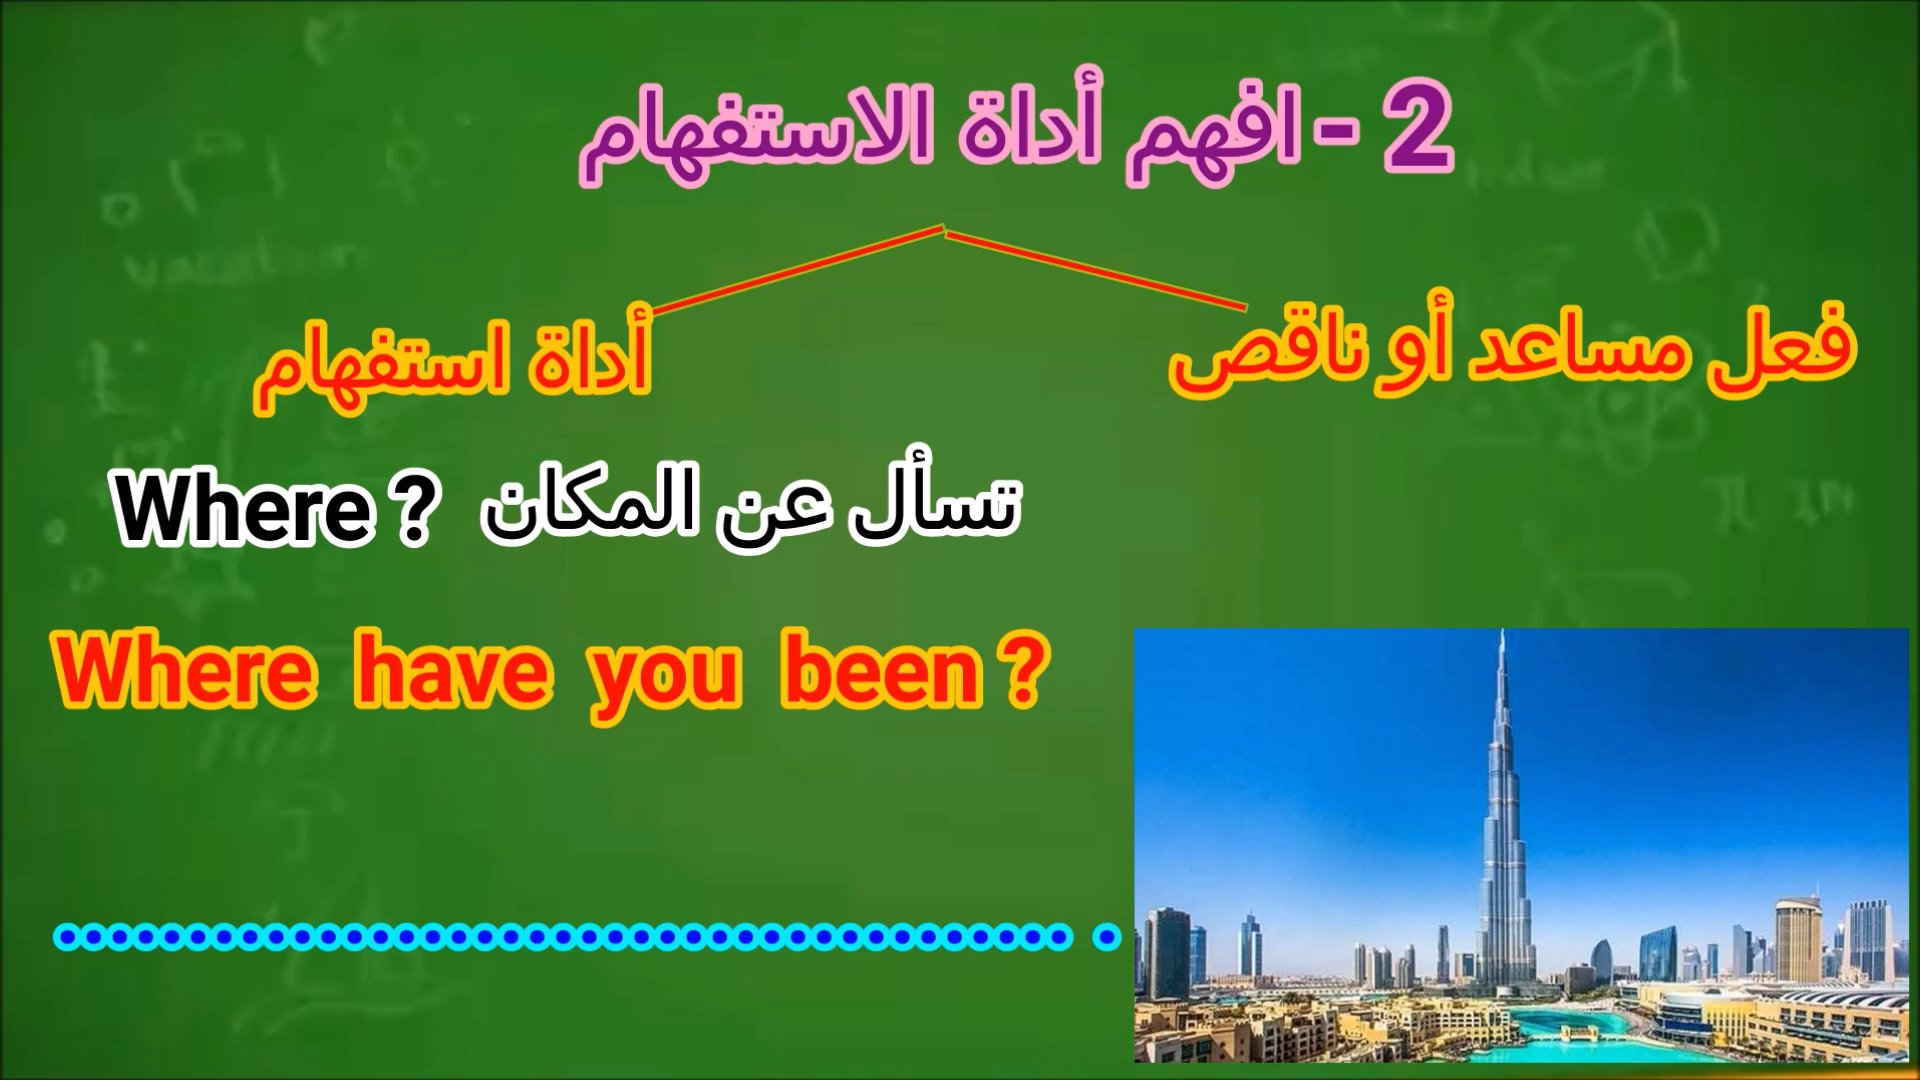 2 - افهم أداة الاستفهام
فعل مساعد أو ناقص
أداة استفهام
Where ? تسأل عن المكان
Where have you been ?